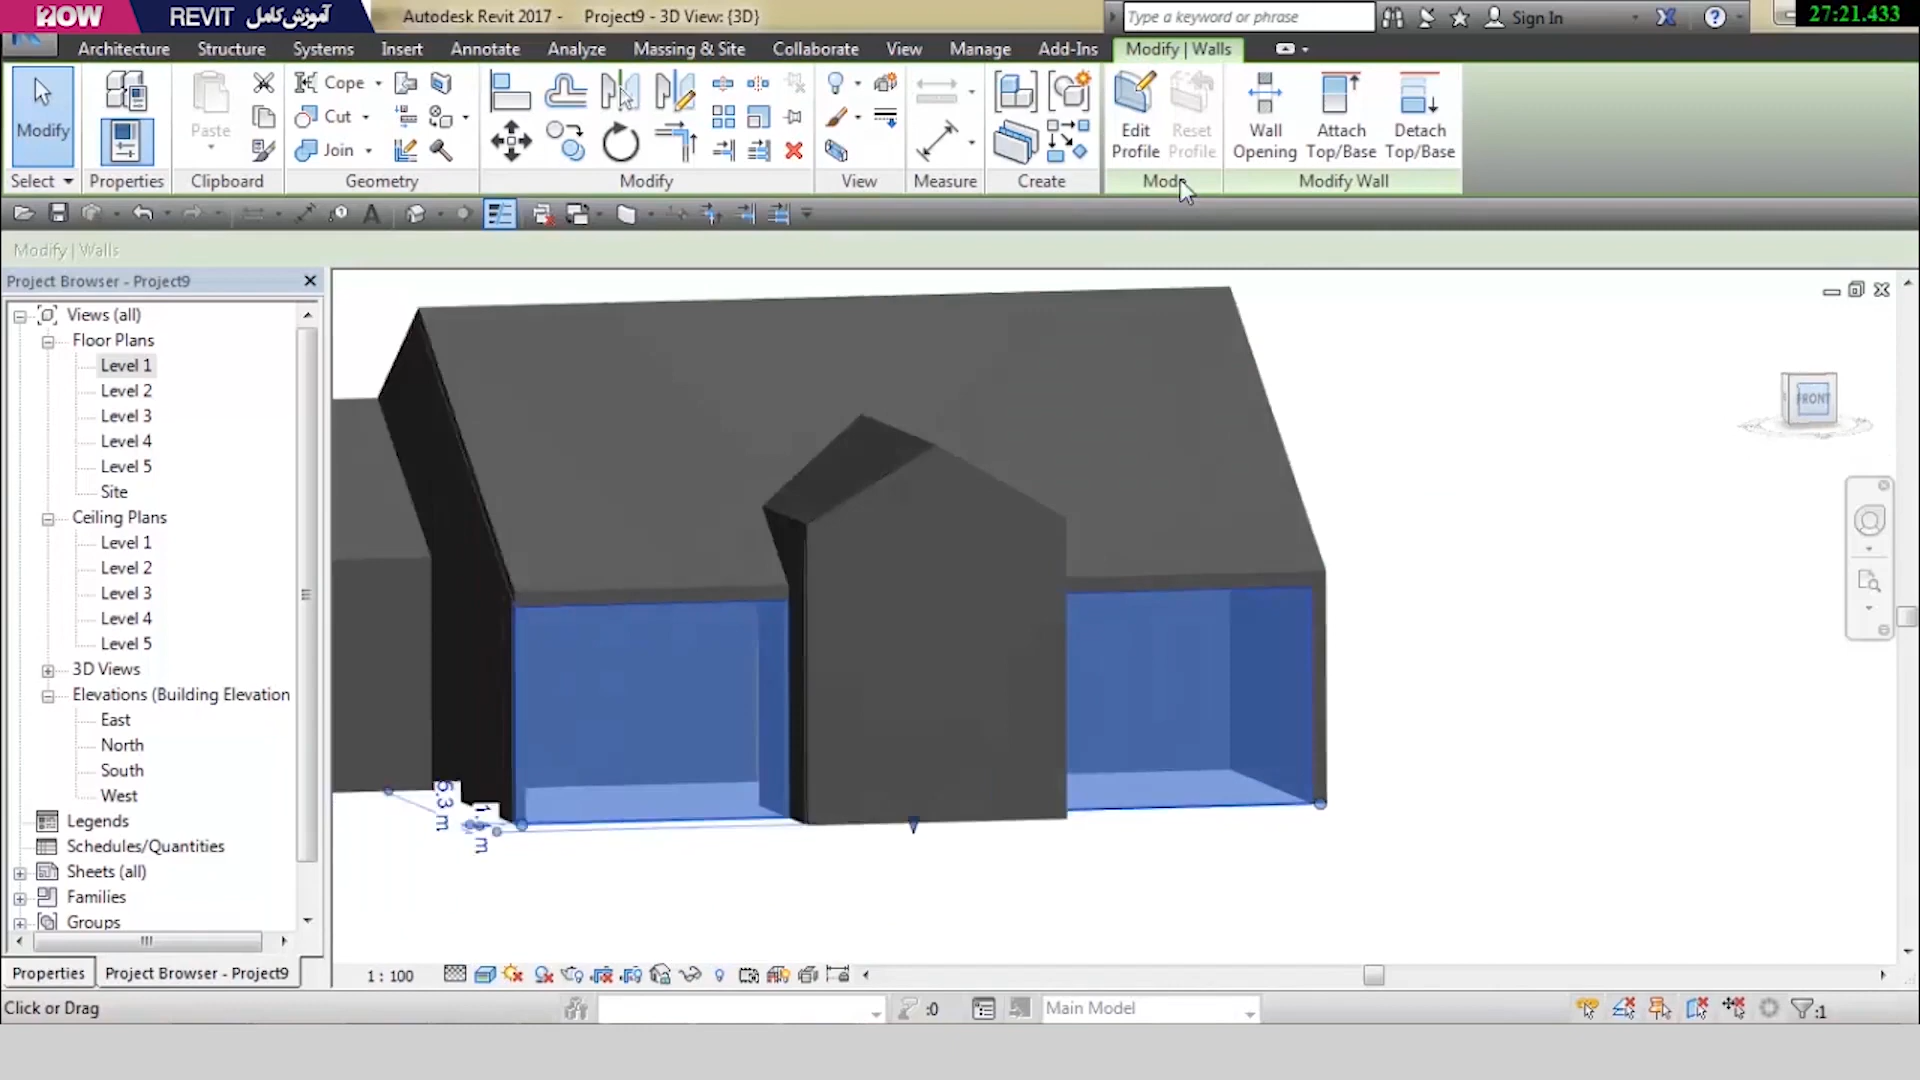 2NOW
REVIT آموزش کامل
Autodesk Revit 2017 - Project9 - 3D View: {3D}
Type a keyword or phrase
Sign In
27:21.433
Architecture Structure Systems Insert Annotate Analyze Massing & Site Collaborate View Manage Add-Ins Modify | Walls
Modify
Paste
Cope
Cut
Join
Edit Profile
Reset Profile
Wall Opening
Attach Top/Base
Detach Top/Base
Select Properties Clipboard Geometry Modify View Measure Create Mode Modify Wall
Modify | Walls
Project Browser - Project9
Views (all)
Floor Plans
Level 1
Level 2
Level 3
Level 4
Level 5
Site
Ceiling Plans
Level 1
Level 2
Level 3
Level 4
Level 5
3D Views
Elevations (Building Elevation
East
North
South
West
Legends
Schedules/Quantities
Sheets (all)
Families
Groups
Properties
Project Browser - Project9
FRONT
1 : 100
Click or Drag
:0
Main Model
:1